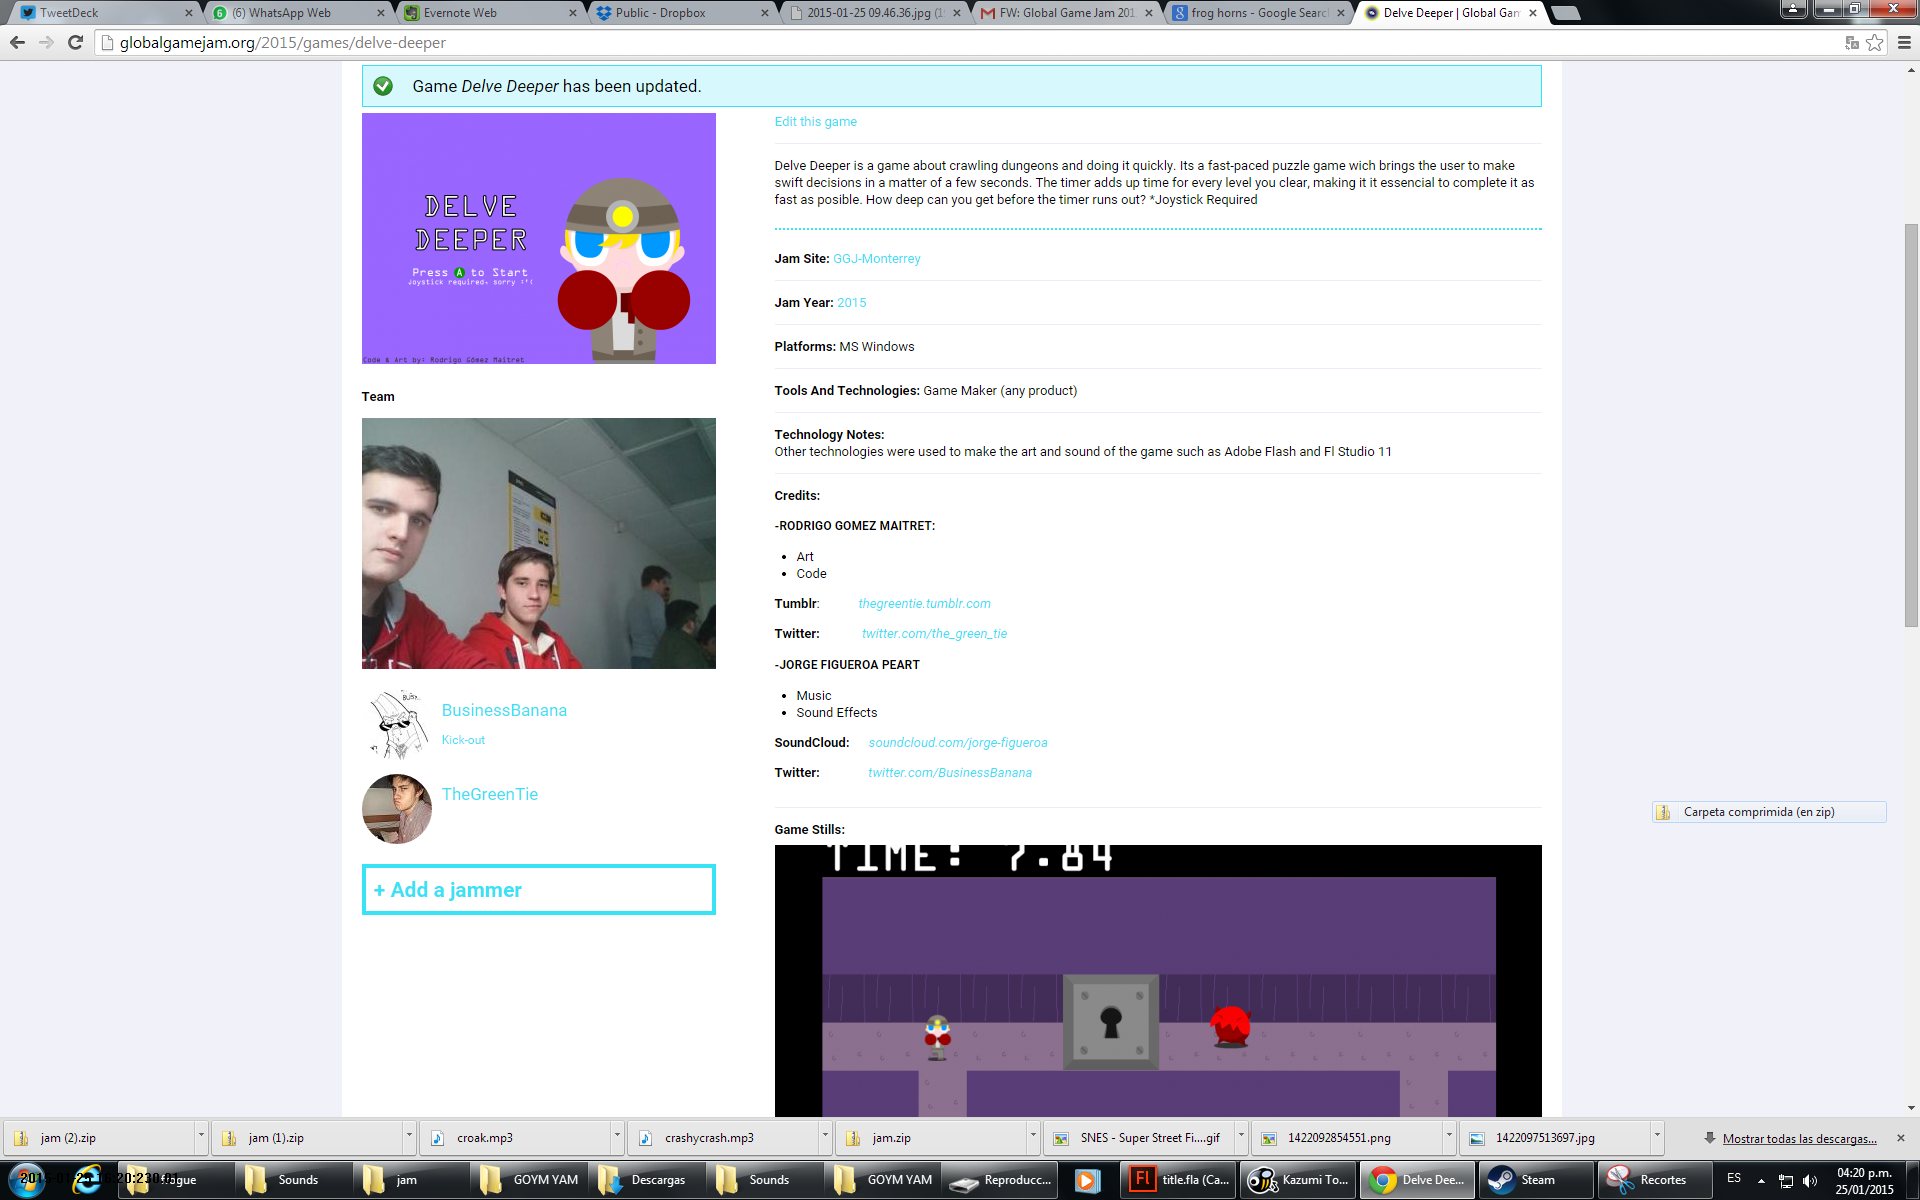 TweetDeck
(6) WhatsApp Web
Evernote Web
Public - Dropbox
2015-01-25 09.46.36.jpg (1
FW: Global Game Jam 201
frog horns - Google Search
Delve Deeper | Global Gam
globalgamejam.org/2015/games/delve-deeper
Game Delve Deeper has been updated.
DELVE
DEEPER
Press A to Start
Joystick required, sorry :'(
Code & Art by: Rodrigo Gómez Maitret
Team
BusinessBanana
Kick-out
TheGreenTie
+ Add a jammer
Edit this game
Delve Deeper is a game about crawling dungeons and doing it quickly. Its a fast-paced puzzle game wich brings the user to make
swift decisions in a matter of a few seconds. The timer adds up time for every level you clear, making it it essencial to complete it as
fast as posible. How deep can you get before the timer runs out? *Joystick Required
Jam Site: GGJ-Monterrey
Jam Year: 2015
Platforms: MS Windows
Tools And Technologies: Game Maker (any product)
Technology Notes:
Other technologies were used to make the art and sound of the game such as Adobe Flash and Fl Studio 11
Credits:
-RODRIGO GOMEZ MAITRET:
Art
Code
Tumblr: thegreentie.tumblr.com
Twitter: twitter.com/the_green_tie
-JORGE FIGUEROA PEART
Music
Sound Effects
SoundCloud: soundcloud.com/jorge-figueroa
Twitter: twitter.com/BusinessBanana
Game Stills:
TIME: 7.84
Carpeta comprimida (en zip)
jam (2).zip
jam (1).zip
croak.mp3
crashycrash.mp3
jam.zip
SNES - Super Street Fi....gif
1422092854551.png
1422097513697.jpg
Mostrar todas las descargas...
Sounds
jam
GOYM YAM
Descargas
Sounds
GOYM YAM
Reproducc...
title.fla (Ca...
Kazumi To...
Delve Dee...
Steam
Recortes
ES
04:20 p.m.
25/01/2015